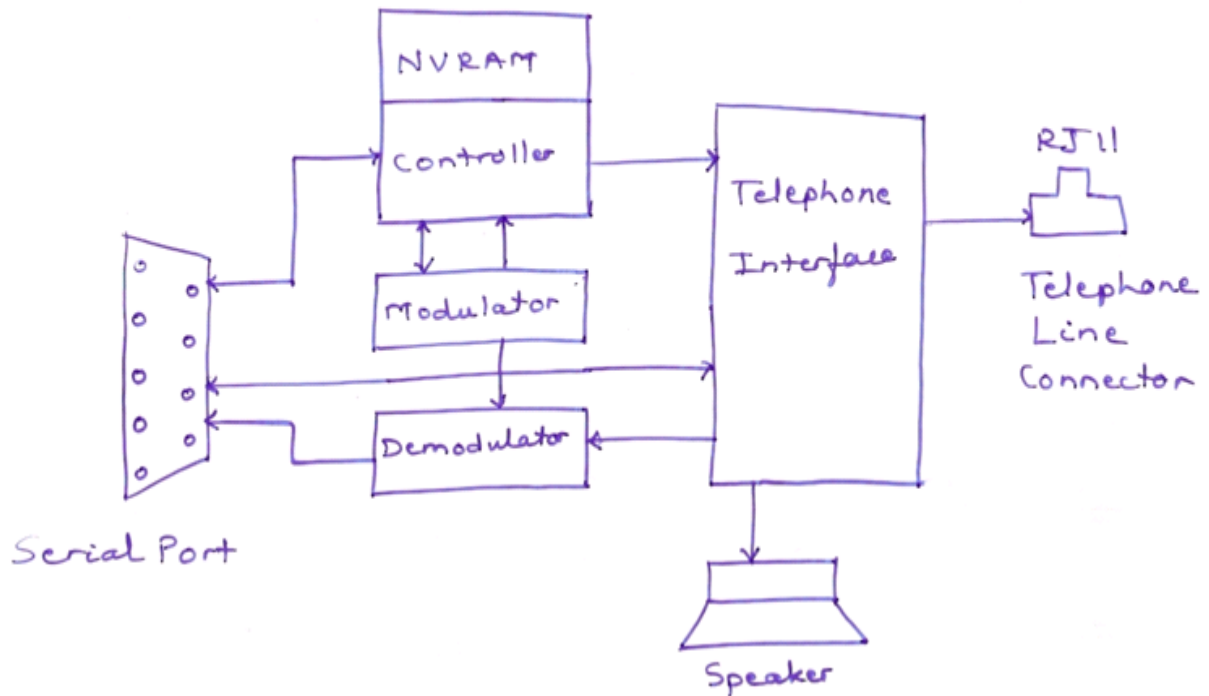 NVRAM
Controller
Modulator
Demodulator
Telephone
Interface
RJ11
Telephone
Line
Connector
Serial Port
Speaker